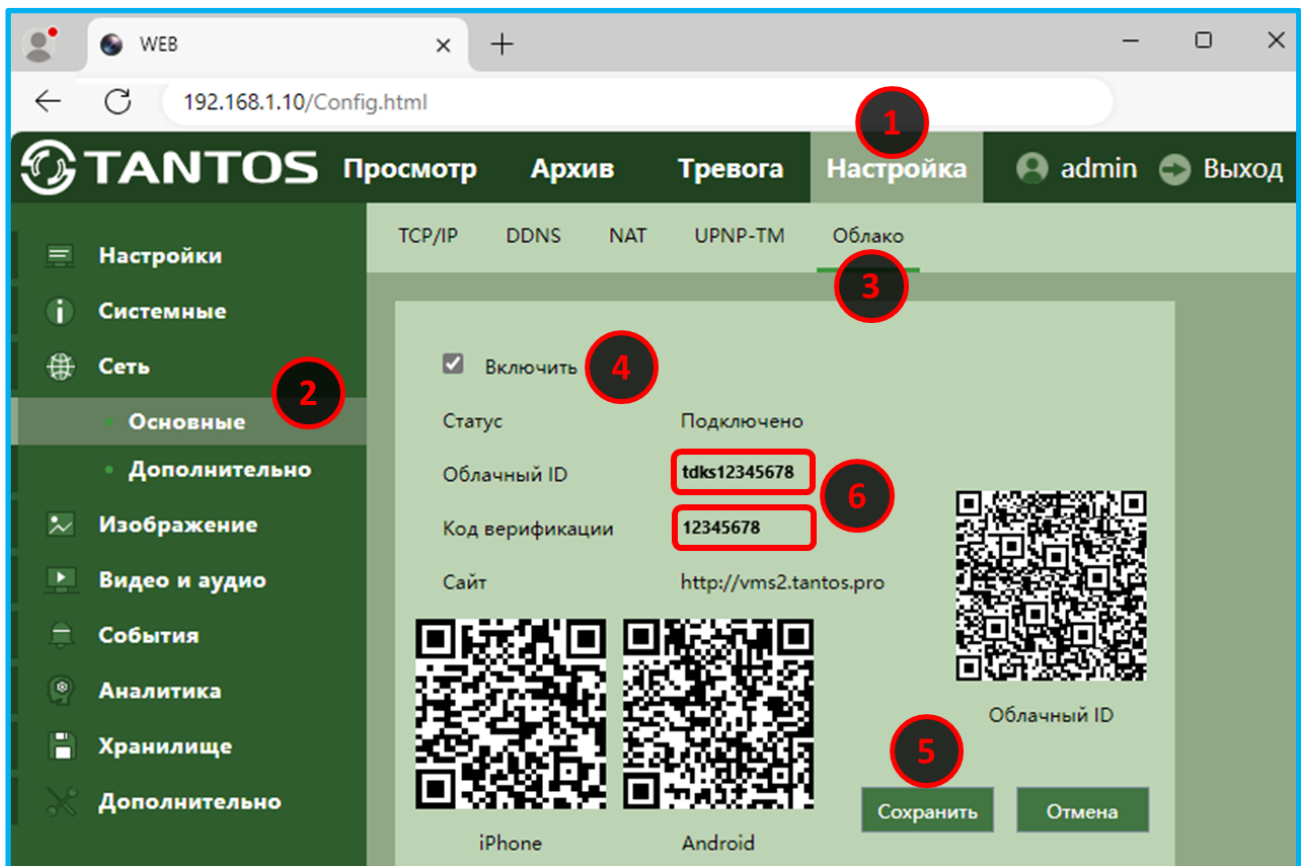 WEB
192.168.1.10/Config.html
1
TANTOS Просмотр Архив Тревога Настройка admin Выход
TCP/IP DDNS NAT UPNP-TM Облако
3
Настройки
Системные
Сеть
2
Основные
Дополнительно
Изображение
Видео и аудио
События
Аналитика
Хранилище
Дополнительно
Включить 4
Статус Подключено
Облачный ID tdks12345678
6
Код верификации 12345678
Сайт http://vms2.tantos.pro
Облачный ID
5
Сохранить Отмена
iPhone Android